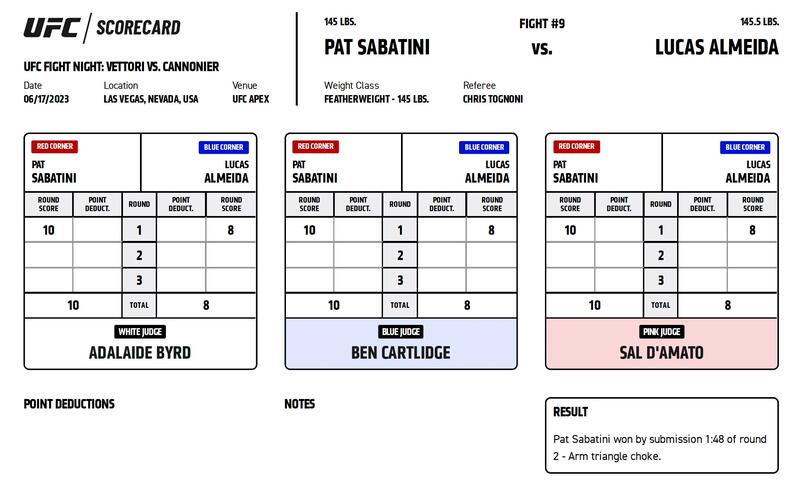 UFC SCORECARD
UFC FIGHT NIGHT: VETTORI VS. CANNONIER
Date Location Venue
06/17/2023 LAS VEGAS, NEVADA, USA UFC APEX
145 LBS. FIGHT #9 145.5 LBS.
PAT SABATINI VS. LUCAS ALMEIDA
Weight Class Referee
FEATHERWEIGHT - 145 LBS. CHRIS TOGNONI
RED CORNER BLUE CORNER
PAT LUCAS
SABATINI ALMEIDA
ROUND SCORE POINT DEDUCT. ROUND POINT DEDUCT. ROUND SCORE
10 1 8
2
3
10 TOTAL 8
WHITE JUDGE
ADALAIDE BYRD
RED CORNER BLUE CORNER
PAT LUCAS
SABATINI ALMEIDA
ROUND SCORE POINT DEDUCT. ROUND POINT DEDUCT. ROUND SCORE
10 1 8
2
3
10 TOTAL 8
BLUE JUDGE
BEN CARTLIDGE
RED CORNER BLUE CORNER
PAT LUCAS
SABATINI ALMEIDA
ROUND SCORE POINT DEDUCT. ROUND POINT DEDUCT. ROUND SCORE
10 1 8
2
3
10 TOTAL 8
PINK JUDGE
SAL D'AMATO
POINT DEDUCTIONS
NOTES
RESULT
Pat Sabatini won by submission 1:48 of round
2 - Arm triangle choke.